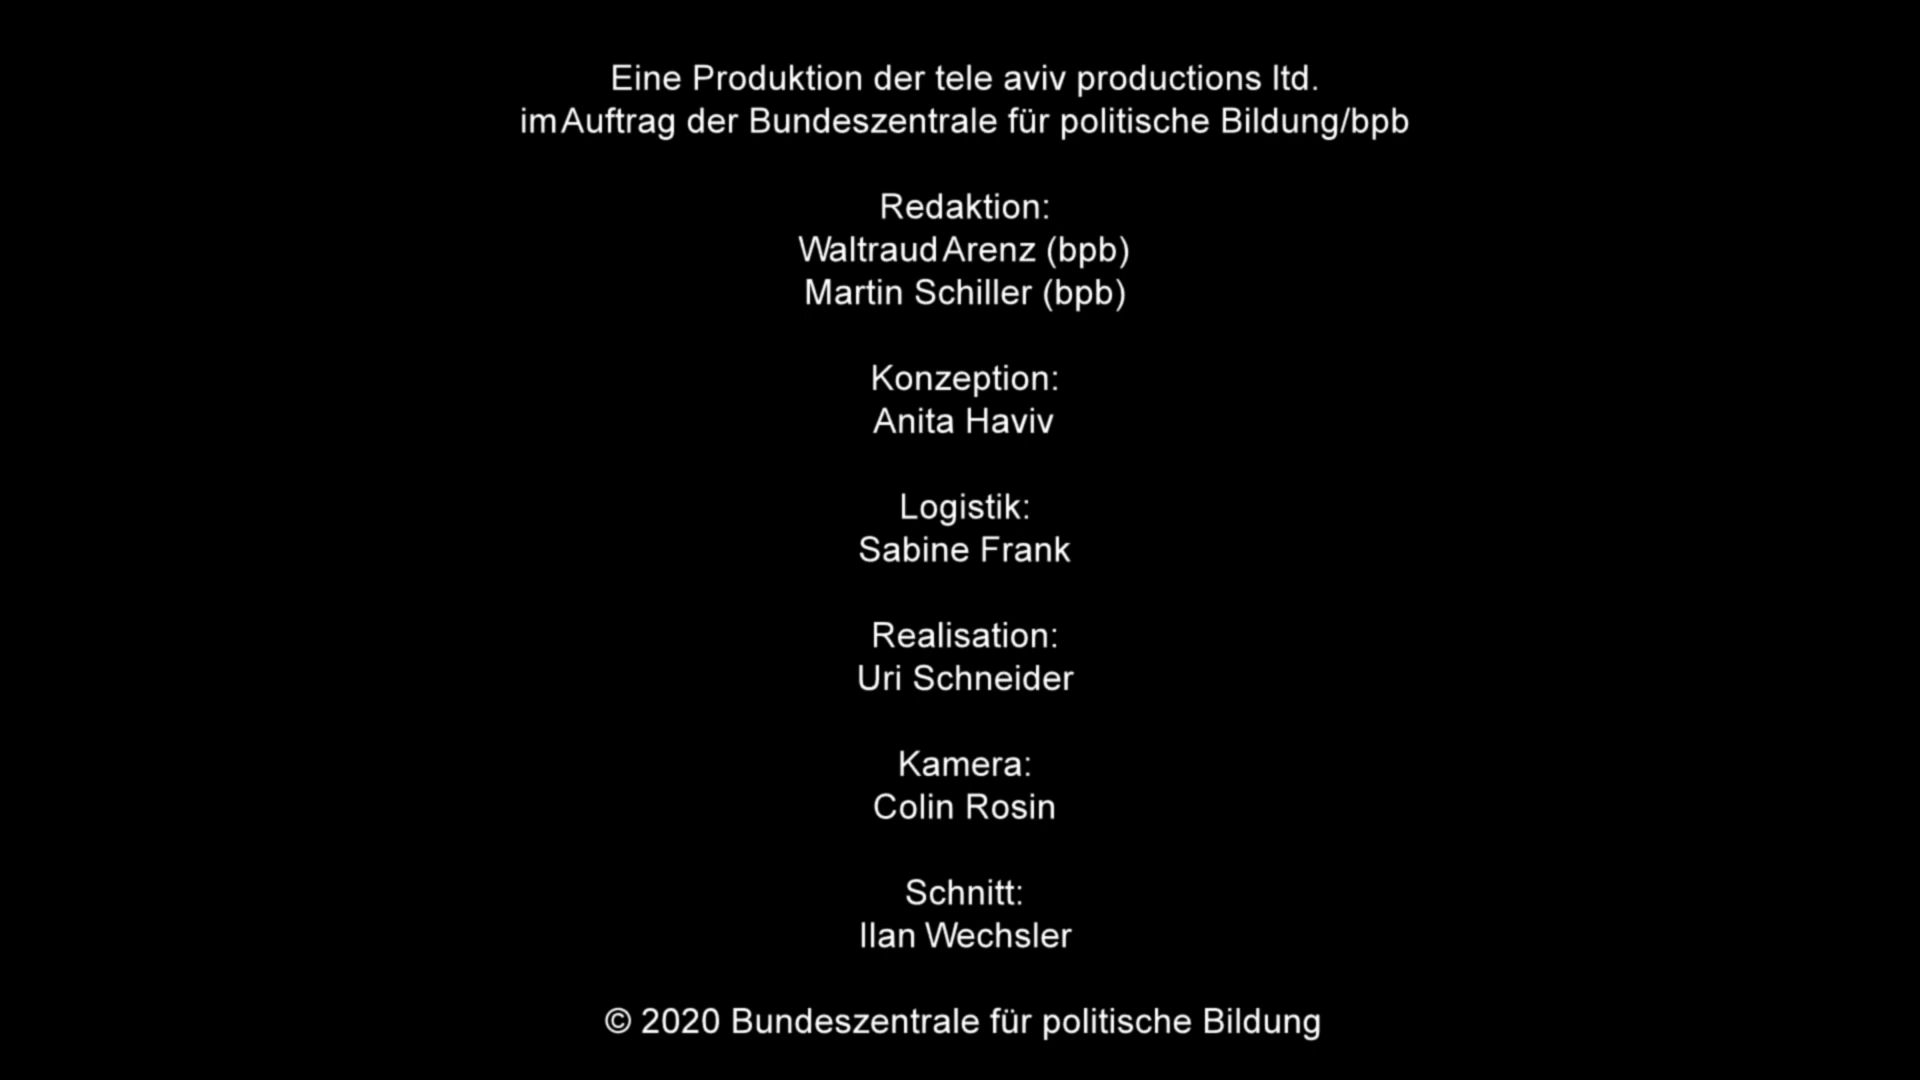 Eine Produktion der tele aviv productions ltd.
im Auftrag der Bundeszentrale für politische Bildung/bpb
Redaktion:
Waltraud Arenz (bpb)
Martin Schiller (bpb)
Konzeption:
Anita Haviv
Logistik:
Sabine Frank
Realisation:
Uri Schneider
Kamera:
Colin Rosin
Schnitt:
Ilan Wechsler
© 2020 Bundeszentrale für politische Bildung